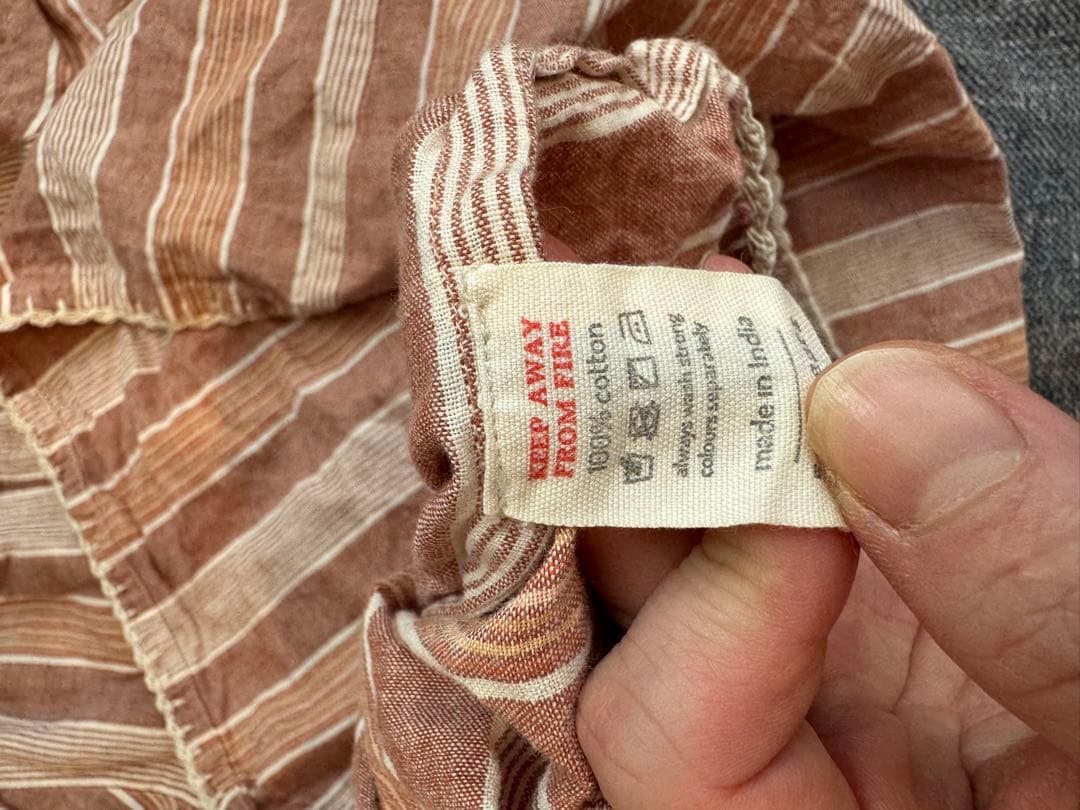 KEEP AWAY
FROM FIRE
100% cotton
always wash strong
colours separately
made in India